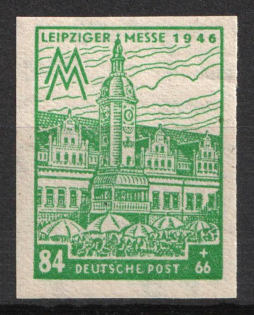 LEIPZIGER MESSE 1946
MM
84 DEUTSCHE POST + 66